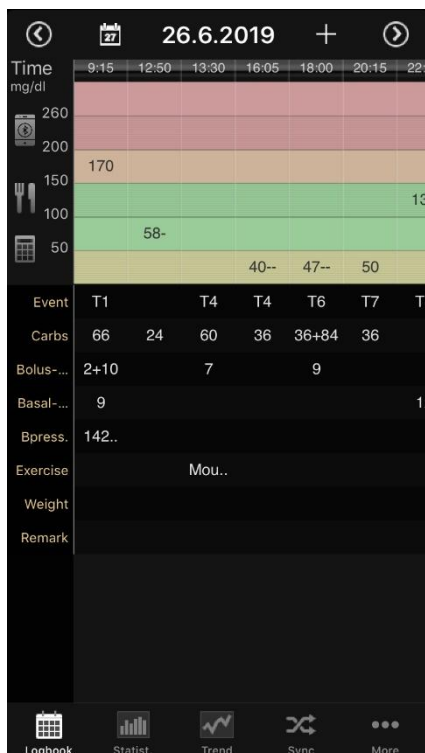 27 26.6.2019 +
Time 9:15 12:50 13:30 16:05 18:00 20:15 22:
mg/dl
260
200
170
150
13
100
58-
50
40-- 47-- 50
Event T1 T4 T4 T6 T7 T
Carbs 66 24 60 36 36+84 36
Bolus-... 2+10 7 9
Basal-... 9 1
Bpress. 142..
Exercise Mou..
Weight
Remark
Logbook Statist. Trend Sync More